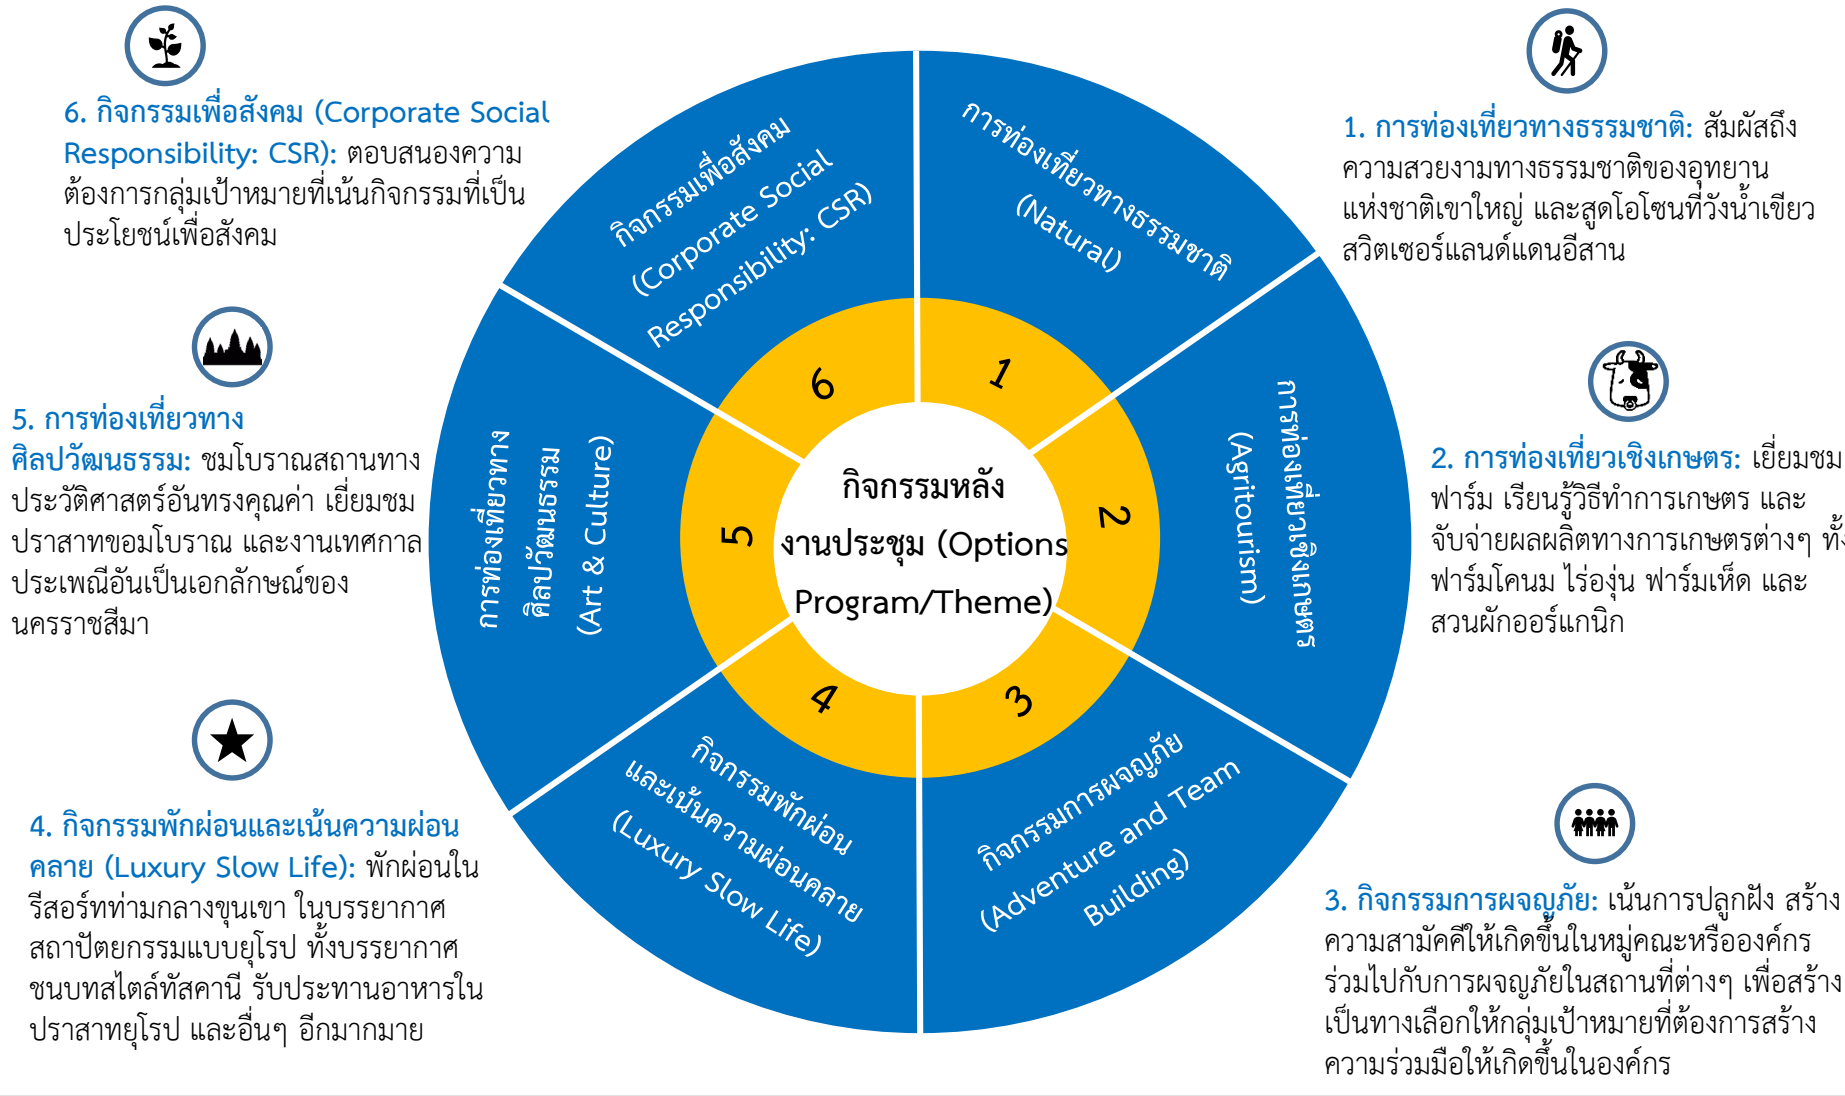 6. กิจกรรมเพื่อสังคม (Corporate Social
Responsibility: CSR): ตอบสนองความ
ต้องการกลุ่มเป้าหมายที่เน้นกิจกรรมที่เป็น
ประโยชน์เพื่อสังคม
5. การท่องเที่ยวทาง
ศิลปวัฒนธรรม: ชมโบราณสถานทาง
ประวัติศาสตร์อันทรงคุณค่า เยี่ยมชม
ปราสาทขอมโบราณ และงานเทศกาล
ประเพณีอันเป็นเอกลักษณ์ของ
นครราชสีมา
4. กิจกรรมพักผ่อนและเน้นความผ่อน
คลาย (Luxury Slow Life): พักผ่อนใน
รีสอร์ทท่ามกลางขุนเขา ในบรรยากาศ
สถาปัตยกรรมแบบยุโรป ทั้งบรรยากาศ
ชนบทสไตล์ทัสคานี รับประทานอาหารใน
ปราสาทยุโรป และอื่นๆ อีกมากมาย
กิจกรรมเพื่อสังคม
(Corporate Social
Responsibility: CSR)
การท่องเที่ยวทางธรรมชาติ
(Natural)
การท่องเที่ยวเชิงเกษตร
(Agritourism)
กิจกรรมการผจญภัย
(Adventure and Team
Building)
กิจกรรมพักผ่อน
และเน้นความผ่อนคลาย
(Luxury Slow Life)
การท่องเที่ยวทาง
ศิลปวัฒนธรรม
(Art & Culture)
1
2
3
4
5
6
กิจกรรมหลัง
งานประชุม (Options
Program/Theme)
1. การท่องเที่ยวทางธรรมชาติ: สัมผัสถึง
ความสวยงามทางธรรมชาติของอุทยาน
แห่งชาติเขาใหญ่ และสูดโอโซนที่วังน้ำเขียว
สวิตเซอร์แลนด์แดนอีสาน
2. การท่องเที่ยวเชิงเกษตร: เยี่ยมชม
ฟาร์ม เรียนรู้วิธีทำการเกษตร และ
จับจ่ายผลผลิตทางการเกษตรต่างๆ ทั้ง
ฟาร์มโคนม ไร่องุ่น ฟาร์มเห็ด และ
สวนผักออร์แกนิก
3. กิจกรรมการผจญภัย: เน้นการปลูกฝัง สร้าง
ความสามัคคีให้เกิดขึ้นในหมู่คณะหรือองค์กร
ร่วมไปกับการผจญภัยในสถานที่ต่างๆ เพื่อสร้าง
เป็นทางเลือกให้กลุ่มเป้าหมายที่ต้องการสร้าง
ความร่วมมือให้เกิดขึ้นในองค์กร